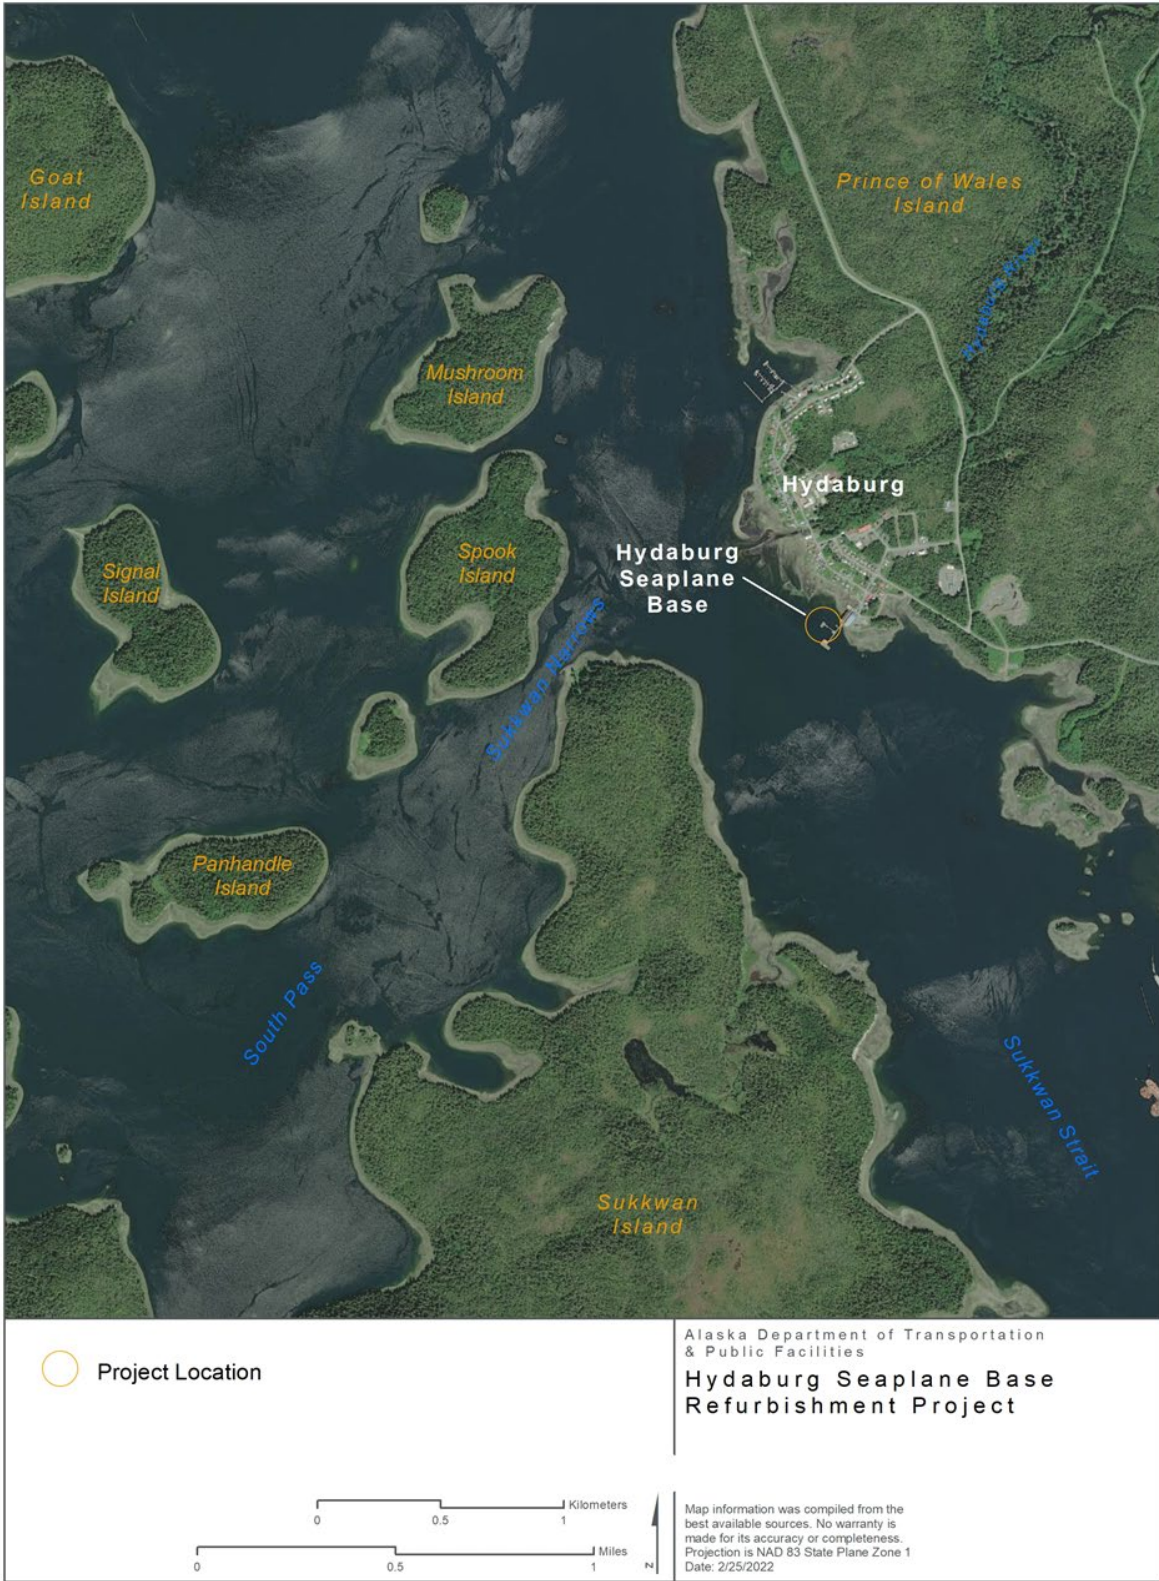 Goat
Island
Prince of Wales
Island
Hydaburg River
Mushroom
Island
Hydaburg
Signal
Island
Spook
Island
Hydaburg
Seaplane
Base
Sukkwan Narrows
Panhandle
Island
South Pass
Sukkwan Strait
Sukkwan
Island
Project Location
Alaska Department of Transportation
& Public Facilities
Hydaburg Seaplane Base
Refurbishment Project
Kilometers
0 0.5 1
Miles
0 0.5 1
N
Map information was compiled from the
best available sources. No warranty is
made for its accuracy or completeness.
Projection is NAD 83 State Plane Zone 1
Date: 2/25/2022